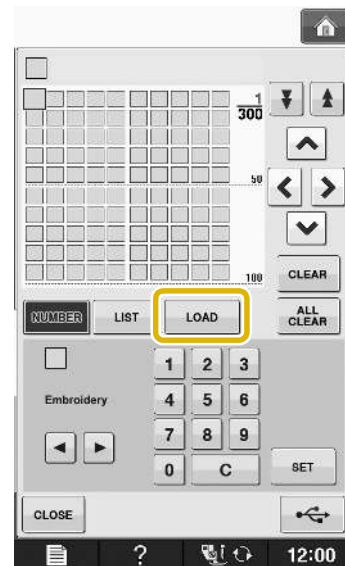 1
300
50
100
CLEAR
NUMBER LIST LOAD ALL CLEAR
1 2 3
Embroidery 4 5 6
7 8 9
0 C SET
CLOSE
? 12:00